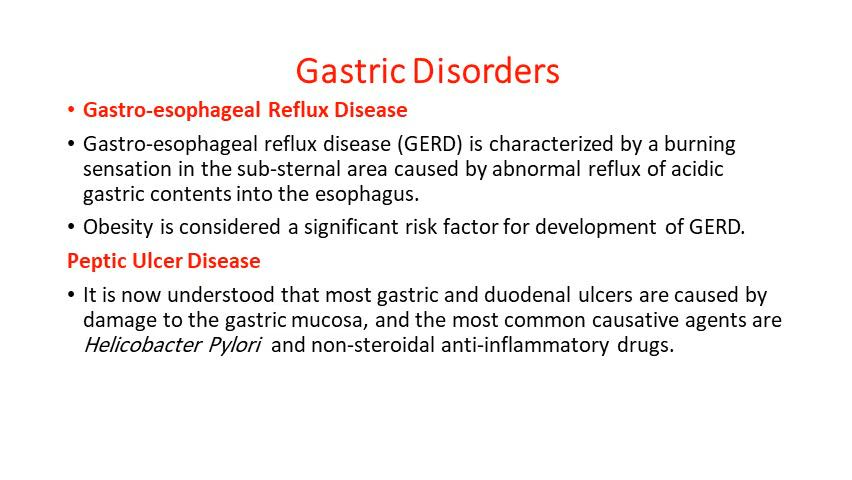 Gastric Disorders
• Gastro-esophageal Reflux Disease
• Gastro-esophageal reflux disease (GERD) is characterized by a burning
sensation in the sub-sternal area caused by abnormal reflux of acidic
gastric contents into the esophagus.
• Obesity is considered a significant risk factor for development of GERD.
Peptic Ulcer Disease
• It is now understood that most gastric and duodenal ulcers are caused by
damage to the gastric mucosa, and the most common causative agents are
Helicobacter Pylori and non-steroidal anti-inflammatory drugs.